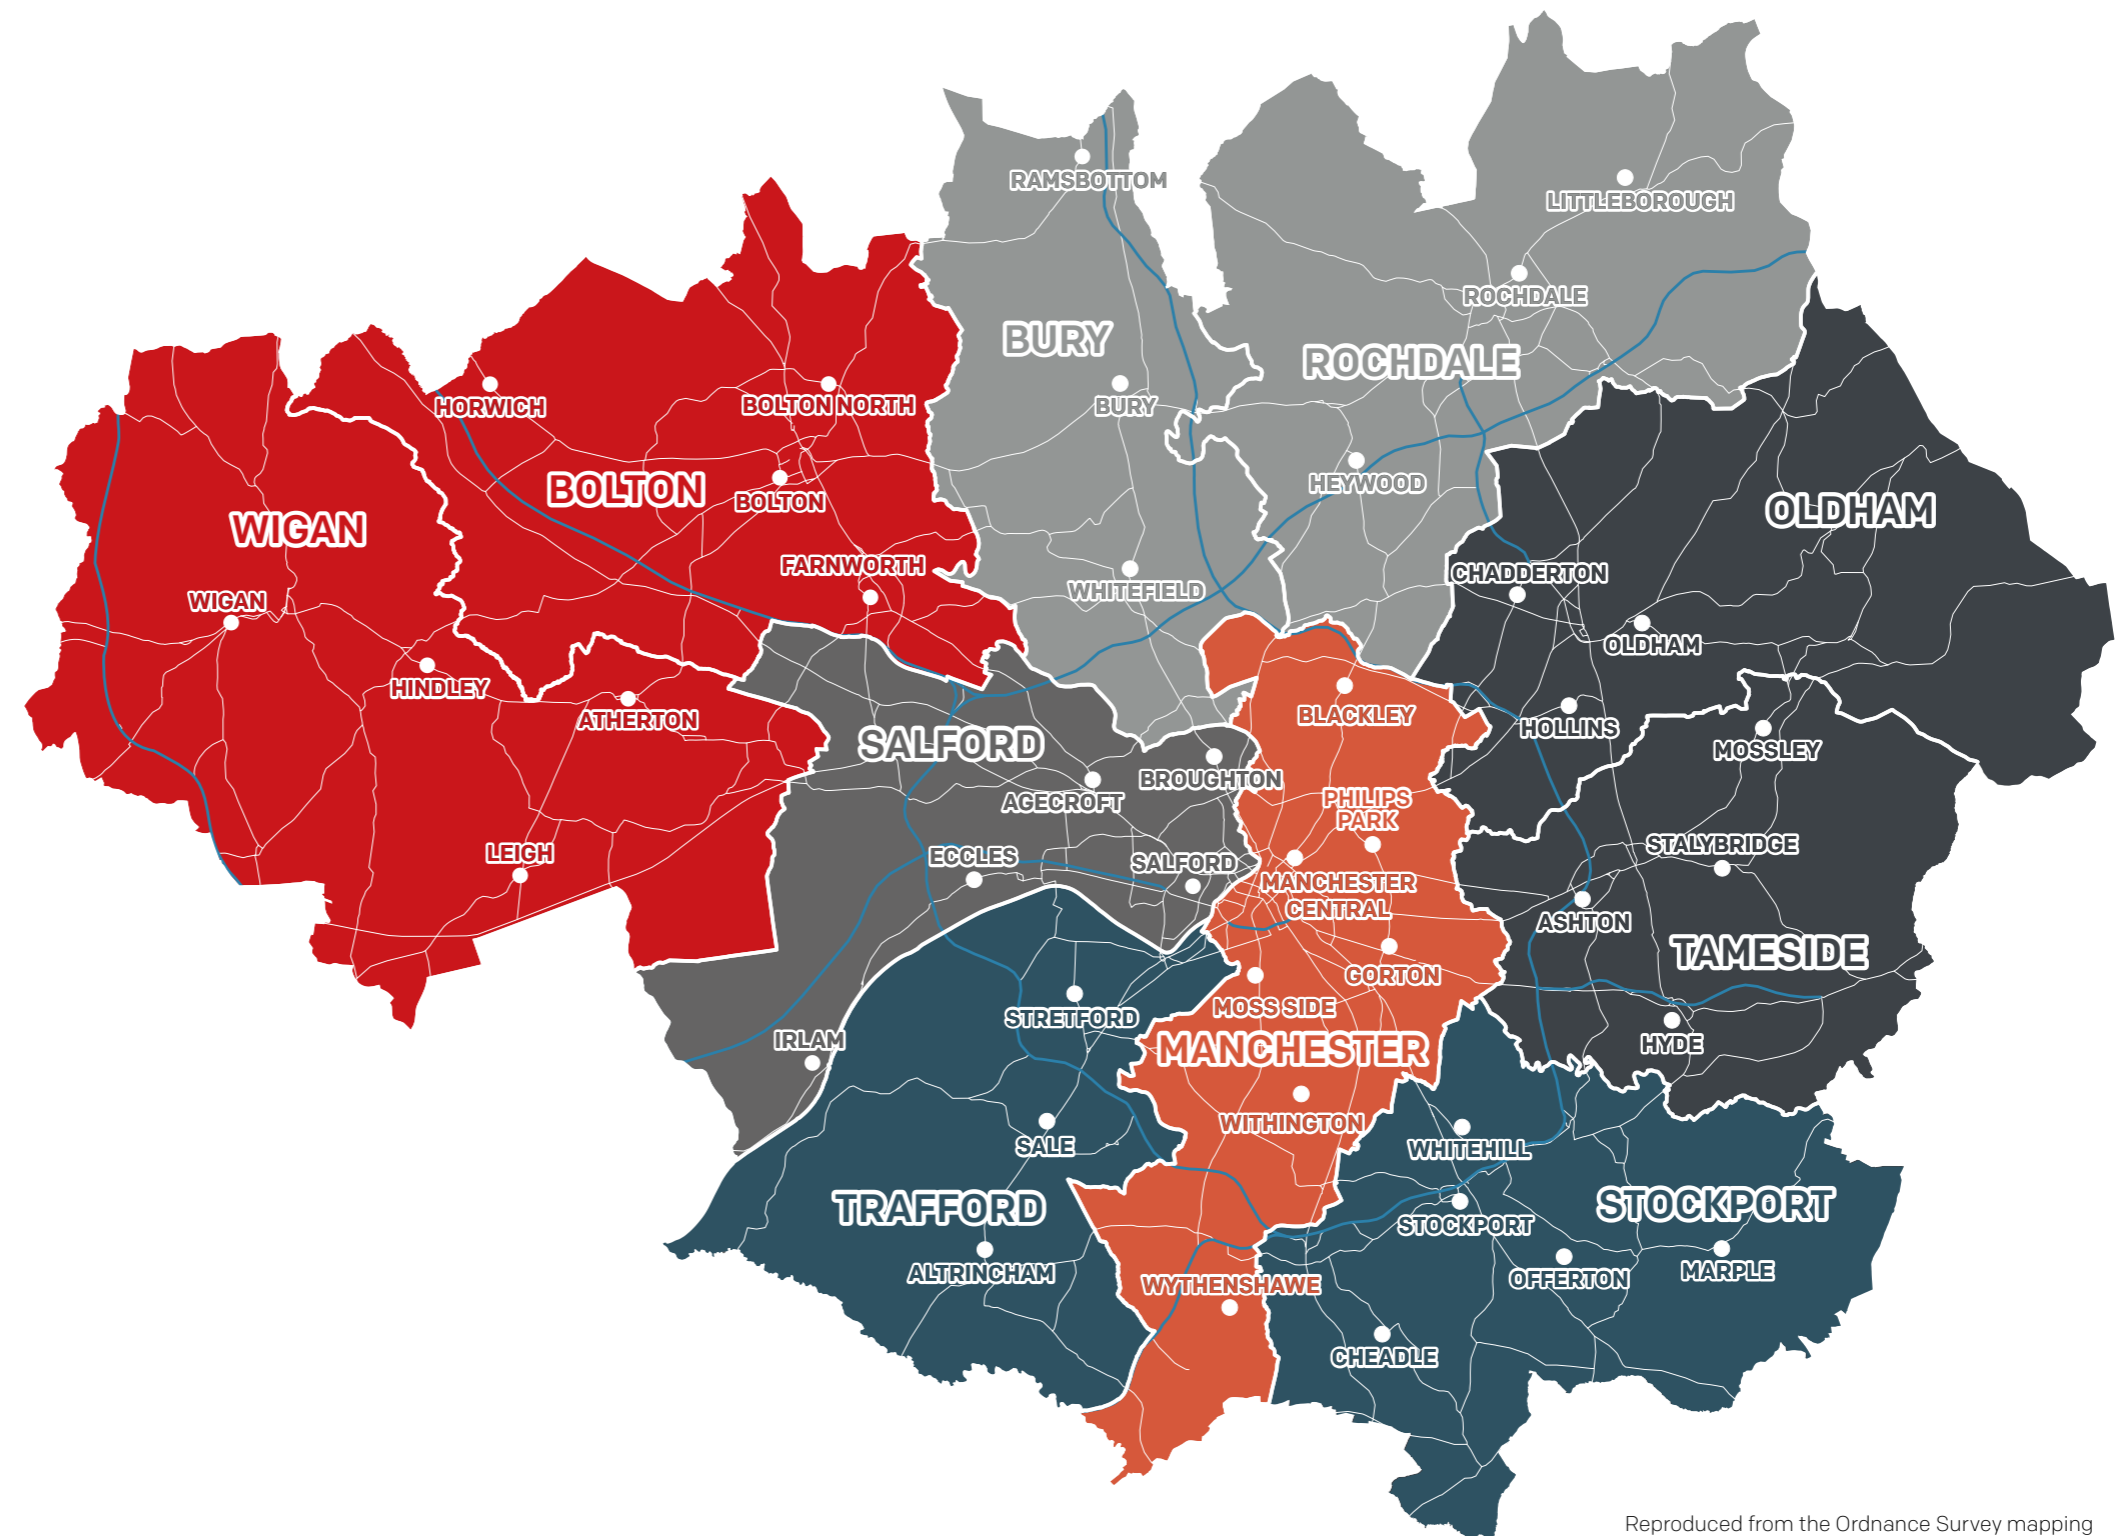 RAMSBOTTOM
LITTLEBOROUGH
ROCHDALE
BURY
ROCHDALE
HORWICH
BOLTON NORTH
BURY
HEYWOOD
BOLTON
BOLTON
OLDHAM
WIGAN
FARNWORTH
CHADDERTON
WHITEFIELD
WIGAN
OLDHAM
HINDLEY
ATHERTON
BLACKLEY
HOLLINS
SALFORD
MOSSLEY
BROUGHTON
AGECROFT
PHILIPS
PARK
STALYBRIDGE
LEIGH
ECCLES
SALFORD
MANCHESTER
CENTRAL
ASHTON
TAMESIDE
GORTON
MOSS SIDE
STRETFORD
IRLAM
HYDE
MANCHESTER
WITHINGTON
SALE
WHITEHILL
TRAFFORD
STOCKPORT
STOCKPORT
ALTRINCHAM
WYTHENSHAWE
OFFERTON
MARPLE
CHEADLE
Reproduced from the Ordnance Survey mapping